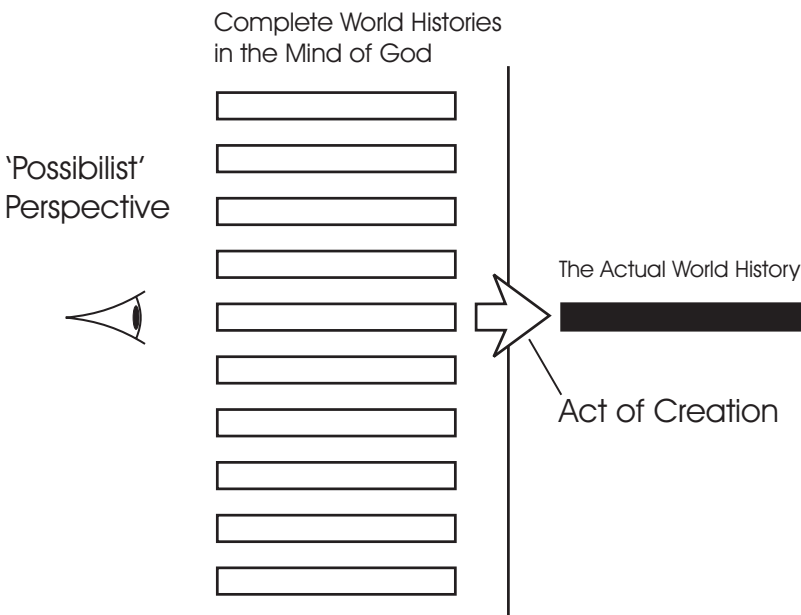 Complete World Histories
in the Mind of God
‘Possibilist’
Perspective
The Actual World History
Act of Creation